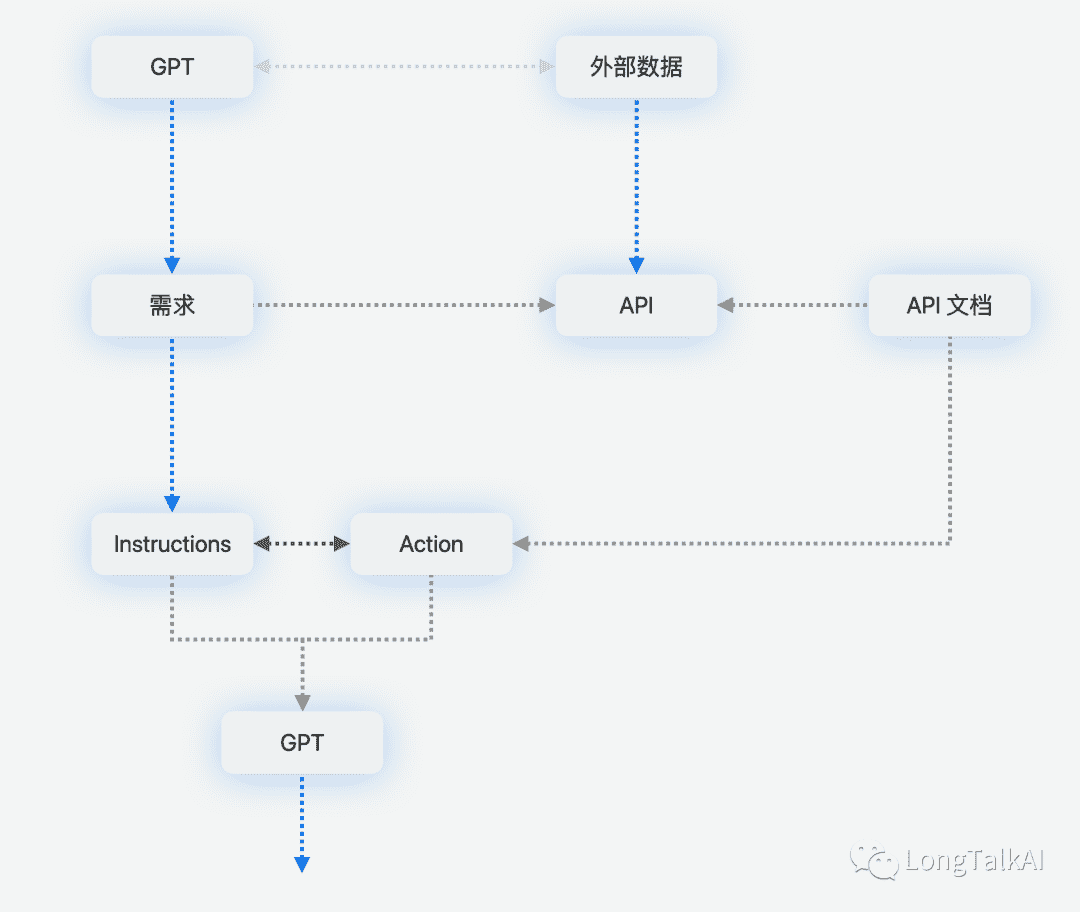 GPT
外部数据
需求
API
API 文档
Instructions
Action
GPT
LongTalkAI